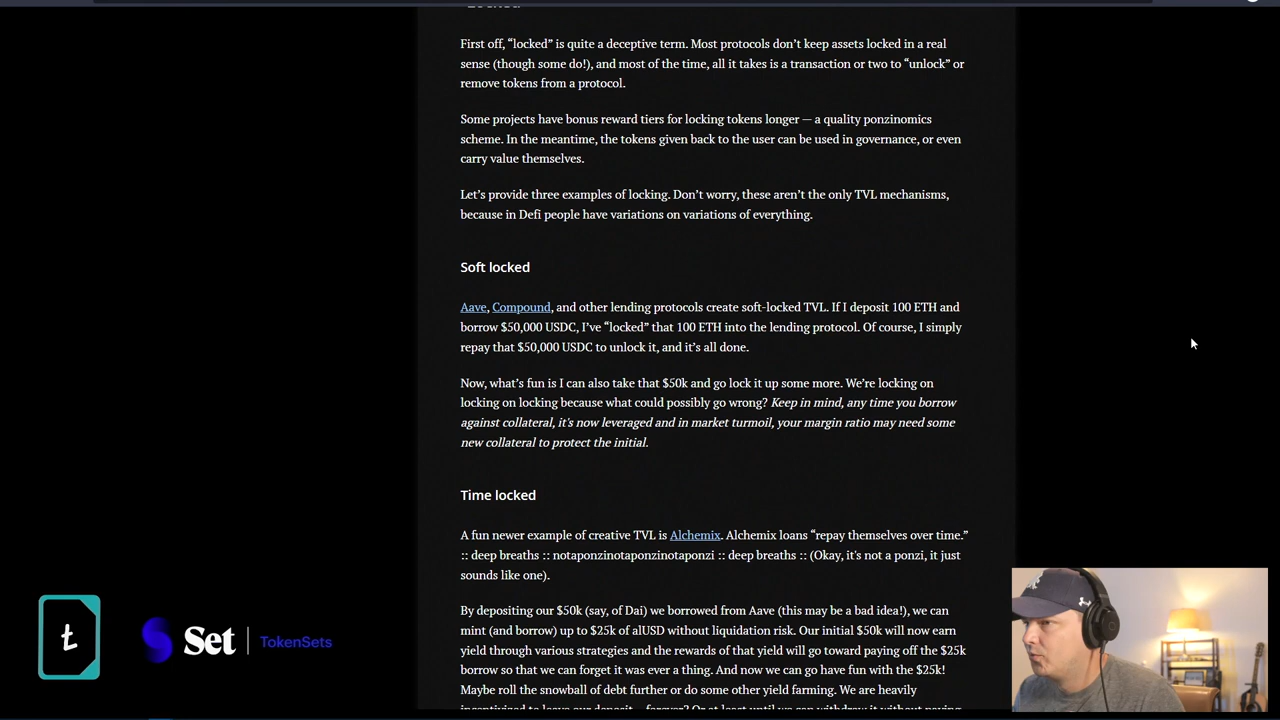 First off, “locked” is quite a deceptive term. Most protocols don’t keep assets locked in a real
sense (though some do!), and most of the time, all it takes is a transaction or two to “unlock” or
remove tokens from a protocol.
Some projects have bonus reward tiers for locking tokens longer — a quality ponzinomics
scheme. In the meantime, the tokens given back to the user can be used in governance, or even
carry value themselves.
Let’s provide three examples of locking. Don’t worry, these aren’t the only TVL mechanisms,
because in Defi people have variations on variations of everything.
Soft locked
Aave, Compound, and other lending protocols create soft-locked TVL. If I deposit 100 ETH and
borrow $50,000 USDC, I’ve “locked” that 100 ETH into the lending protocol. Of course, I simply
repay that $50,000 USDC to unlock it, and it’s all done.
Now, what’s fun is I can also take that $50k and go lock it up some more. We’re locking on
locking on locking because what could possibly go wrong? Keep in mind, any time you borrow
against collateral, it's now leveraged and in market turmoil, your margin ratio may need some
new collateral to protect the initial.
Time locked
A fun newer example of creative TVL is Alchemix. Alchemix loans “repay themselves over time.”
:: deep breaths :: notaponzinotaponzinotaponzi :: deep breaths :: (Okay, it's not a ponzi, it just
sounds like one).
By depositing our $50k (say, of Dai) we borrowed from Aave (this may be a bad idea!), we can
mint (and borrow) up to $25k of alUSD without liquidation risk. Our initial $50k will now earn
yield through various strategies and the rewards of that yield will go toward paying off the $25k
borrow so that we can forget it was ever a thing. And now we can go have fun with the $25k!
Maybe roll the snowball of debt further or do some other yield farming. We are heavily
incentivized to leave our deposit – forever? Or at least until we can withdraw it without paying
Set | TokenSets